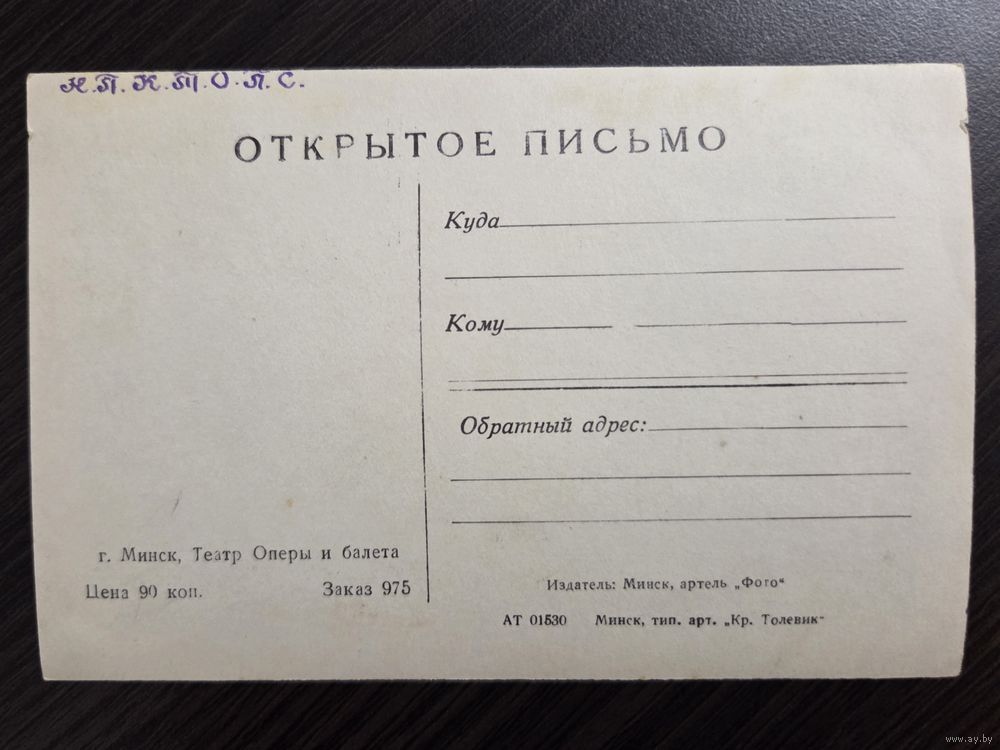 Н.П.К.Т.О.Л.С.
ОТКРЫТОЕ ПИСЬМО
Куда
Кому
Обратный адрес:
г. Минск, Театр Оперы и балета
Цена 90 коп.
Заказ 975
Издатель: Минск, артель „Фото“
АТ 01530 Минск, тип. арт. „Кр. Толевик“
www.ay.by